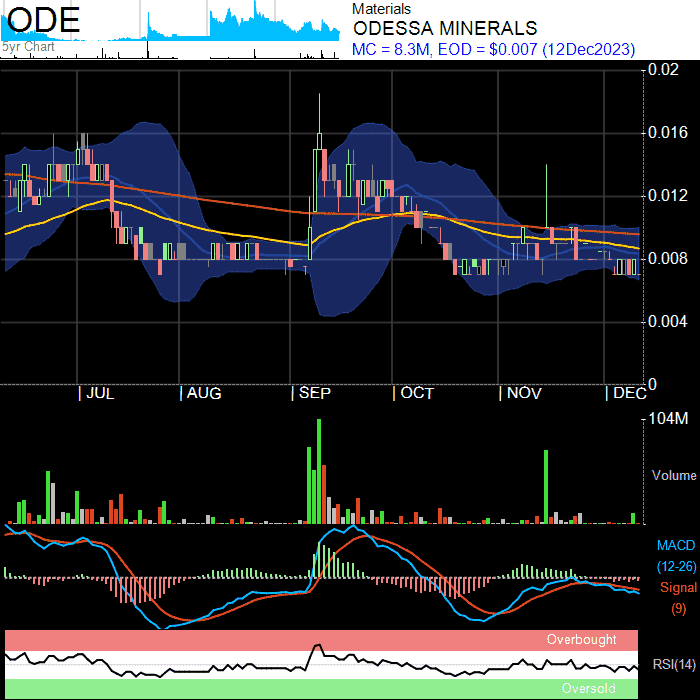 ODE
5yr Chart
Materials
ODESSA MINERALS
MC = 8.3M, EOD = $0.007 (12Dec2023)
0.02
0.016
0.012
0.008
0.004
0
JUL AUG SEP OCT NOV DEC
104M
Volume
MACD
(12-26)
Signal
(9)
Overbought
RSI(14)
Oversold